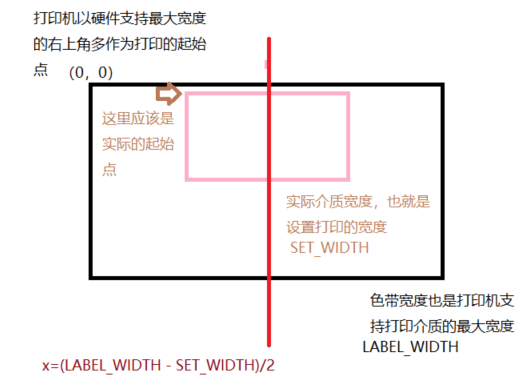 打印机以硬件支持最大宽度
的右上角多作为打印的起始
点 （0，0）
这里应该是
实际的起始
点
实际介质宽度，也就是
设置打印的宽度
SET_WIDTH
色带宽度也是打印机支
持打印介质的最大宽度
LABEL_WIDTH
x=(LABEL_WIDTH - SET_WIDTH)/2